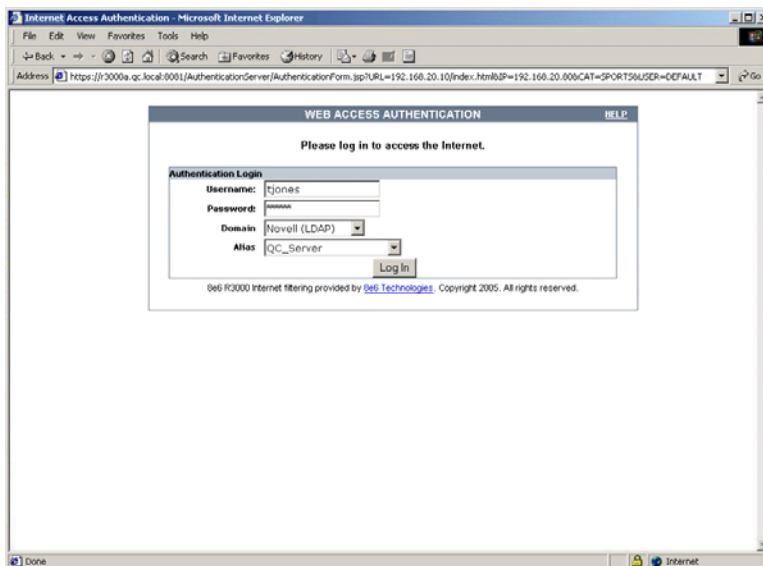 Internet Access Authentication - Microsoft Internet Explorer
File Edit View Favorites Tools Help
Back Search Favorites History
Address https://r3000a.qc.local:8081/AuthenticationServer/AuthenticationForm.jsp?URL=192.168.20.10/index.html&IP=192.168.20.80&CAT=SPORTS&USER=DEFAULT Go
WEB ACCESS AUTHENTICATION HELP
Please log in to access the Internet.
Authentication Login
Username: tjones
Password: ******
Domain Novell (LDAP)
Alias QC_Server
Log In
8e6 R3000 Internet filtering provided by 8e6 Technologies. Copyright 2005. All rights reserved.
Done Internet